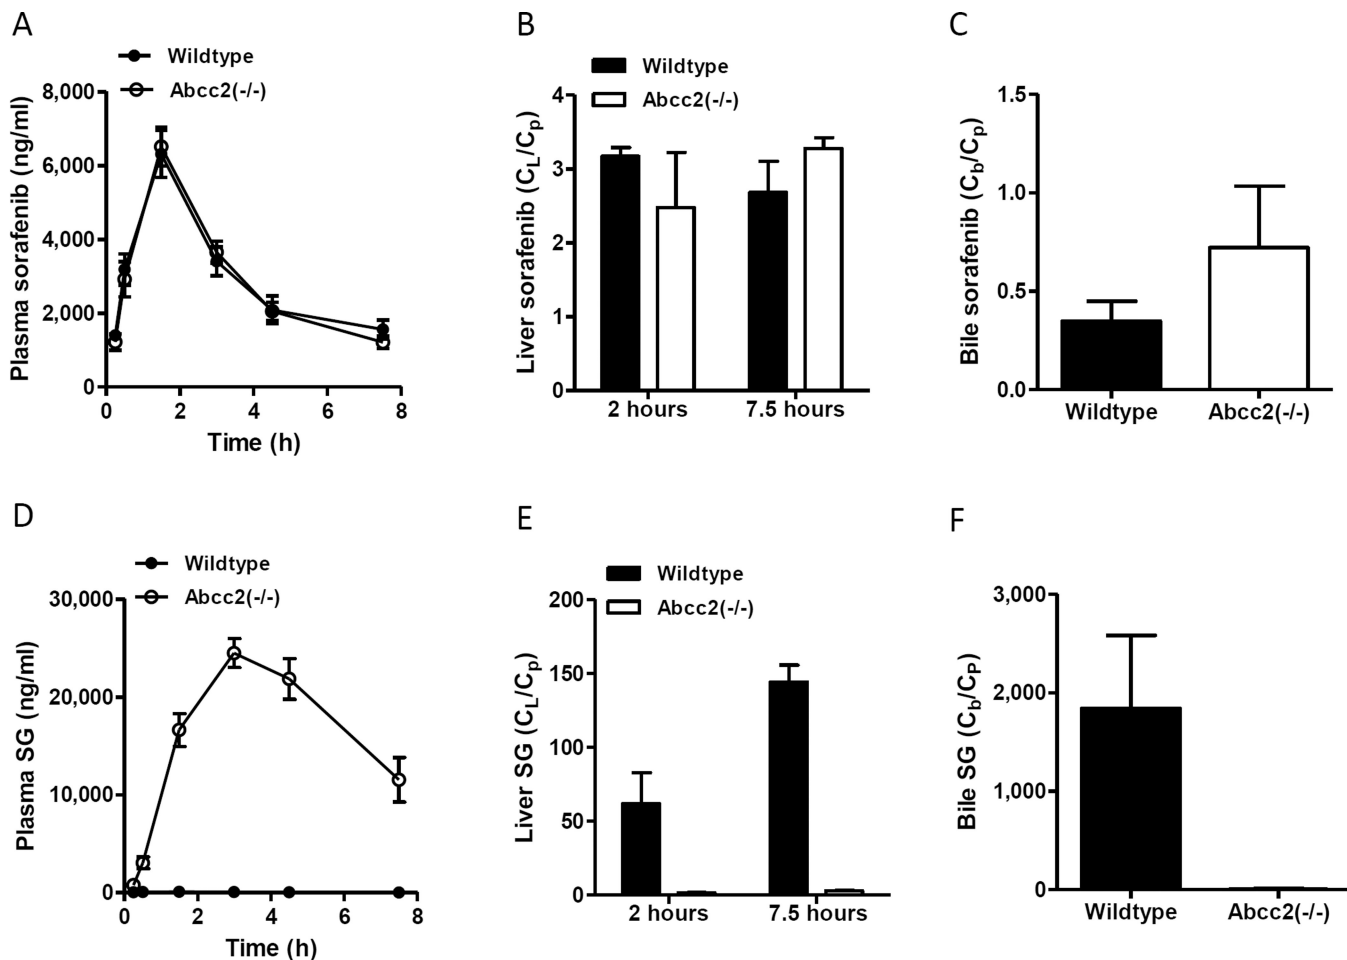 A
Wildtype
Abcc2(-/-)
Plasma sorafenib (ng/ml)
8,000
6,000
4,000
2,000
0
0 2 4 6 8
Time (h)
B
Wildtype
Abcc2(-/-)
Liver sorafenib (CL/Cp)
4
3
2
1
0
2 hours 7.5 hours
C
Bile sorafenib (Cb/Cp)
1.5
1.0
0.5
0.0
Wildtype Abcc2(-/-)
D
Wildtype
Abcc2(-/-)
Plasma SG (ng/ml)
30,000
20,000
10,000
0
0 2 4 6 8
Time (h)
E
Wildtype
Abcc2(-/-)
Liver SG (CL/Cp)
200
150
100
50
0
2 hours 7.5 hours
F
Bile SG (Cb/CP)
3,000
2,000
1,000
0
Wildtype Abcc2(-/-)